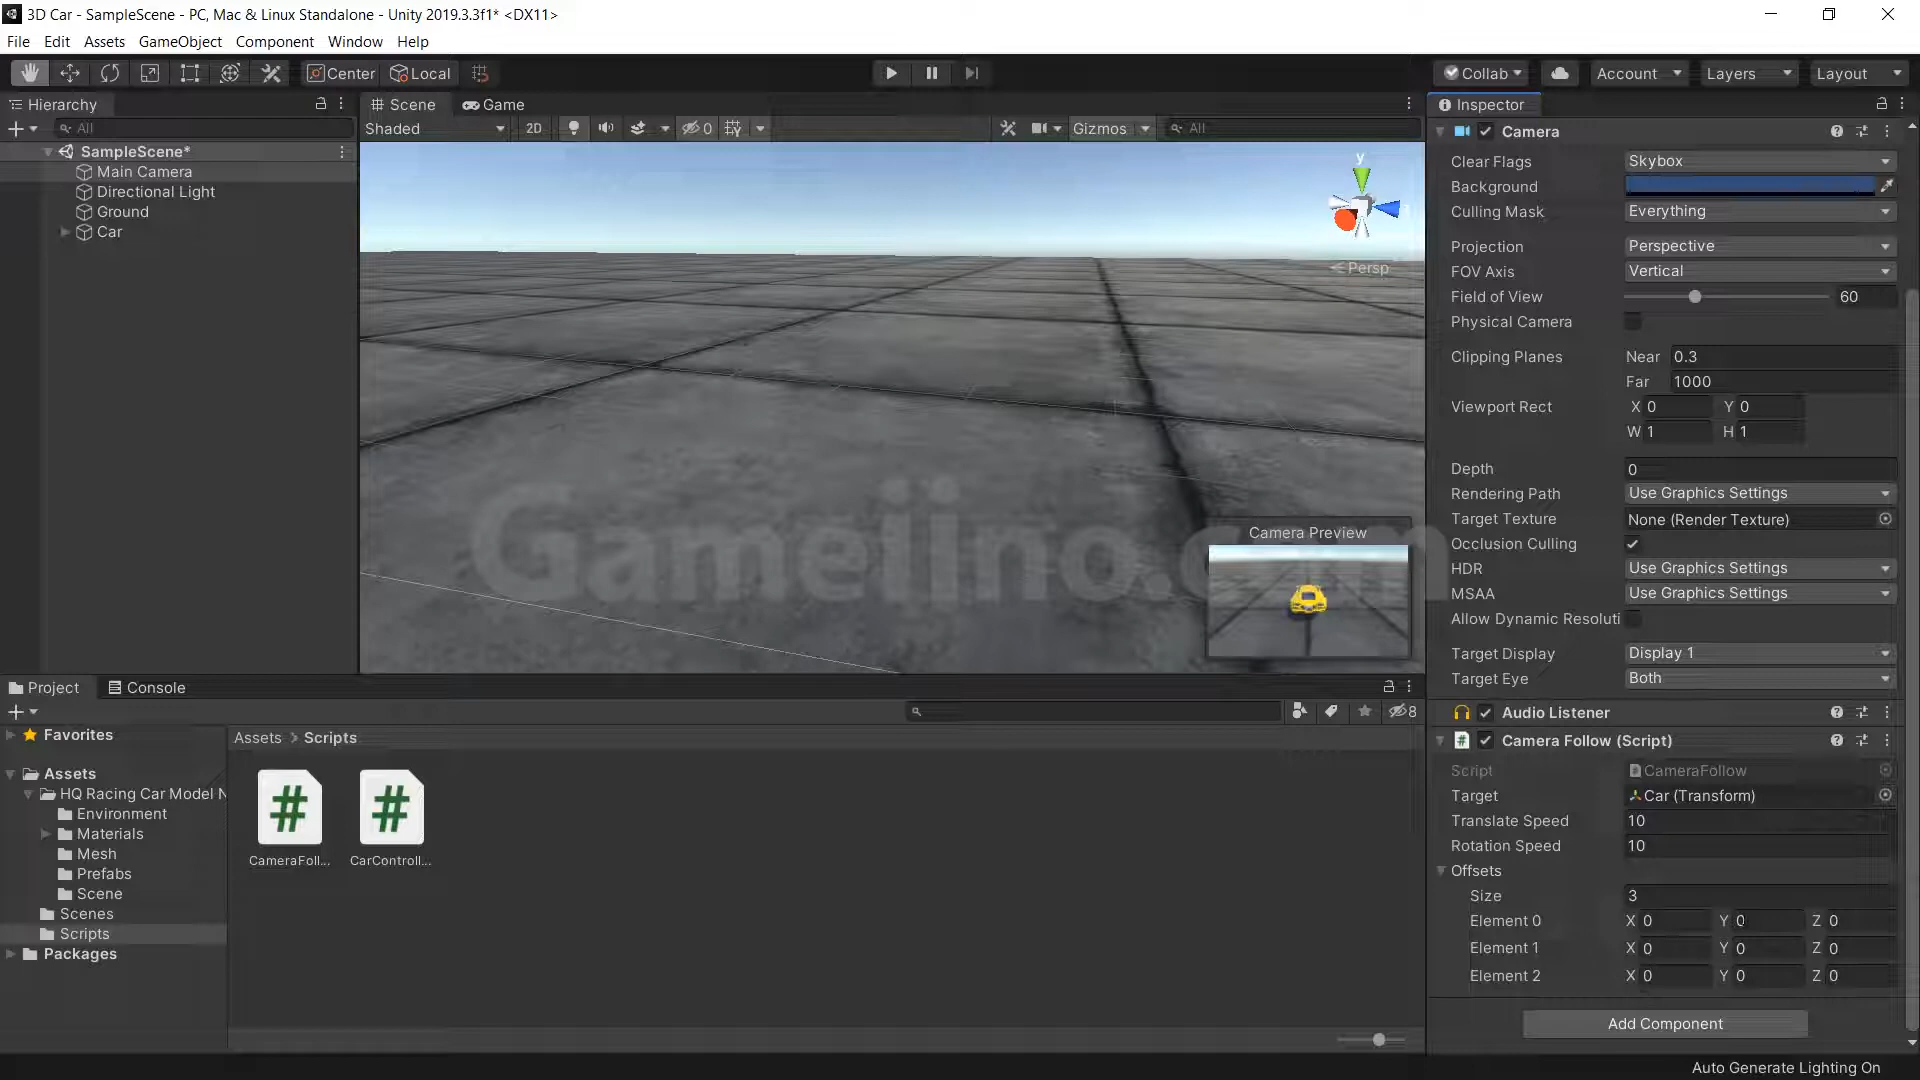 3D Car - SampleScene - PC, Mac & Linux Standalone - Unity 2019.3.3f1* <DX11>
File Edit Assets GameObject Component Window Help
Center Local Collab Account Layers Layout
Hierarchy
All
SampleScene*
Main Camera
Directional Light
Ground
Car
Scene Game
Shaded 2D 0 Gizmos All
y
Persp
Gameiino.com
Camera Preview
Inspector
Camera
Clear Flags Skybox
Background
Culling Mask Everything
Projection Perspective
FOV Axis Vertical
Field of View 60
Physical Camera
Clipping Planes Near 0.3
Far 1000
Viewport Rect X 0 Y 0
W 1 H 1
Depth 0
Rendering Path Use Graphics Settings
Target Texture None (Render Texture)
Occlusion Culling
HDR Use Graphics Settings
MSAA Use Graphics Settings
Allow Dynamic Resoluti
Target Display Display 1
Target Eye Both
Audio Listener
Camera Follow (Script)
Script CameraFollow
Target Car (Transform)
Translate Speed 10
Rotation Speed 10
Offsets
Size 3
Element 0 X 0 Y 0 Z 0
Element 1 X 0 Y 0 Z 0
Element 2 X 0 Y 0 Z 0
Add Component
Project Console
8
Favorites
Assets
HQ Racing Car Model N
Environment
Materials
Mesh
Prefabs
Scene
Scenes
Scripts
Packages
Assets > Scripts
CameraFoll... CarControll...
Auto Generate Lighting On